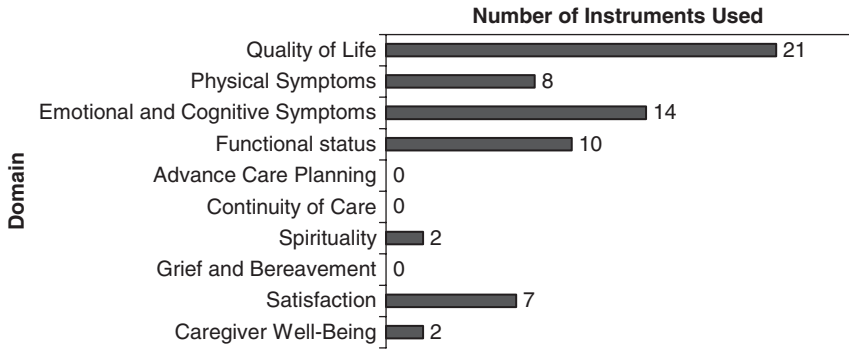 Number of Instruments Used
Domain
Quality of Life 21
Physical Symptoms 8
Emotional and Cognitive Symptoms 14
Functional status 10
Advance Care Planning 0
Continuity of Care 0
Spirituality 2
Grief and Bereavement 0
Satisfaction 7
Caregiver Well-Being 2